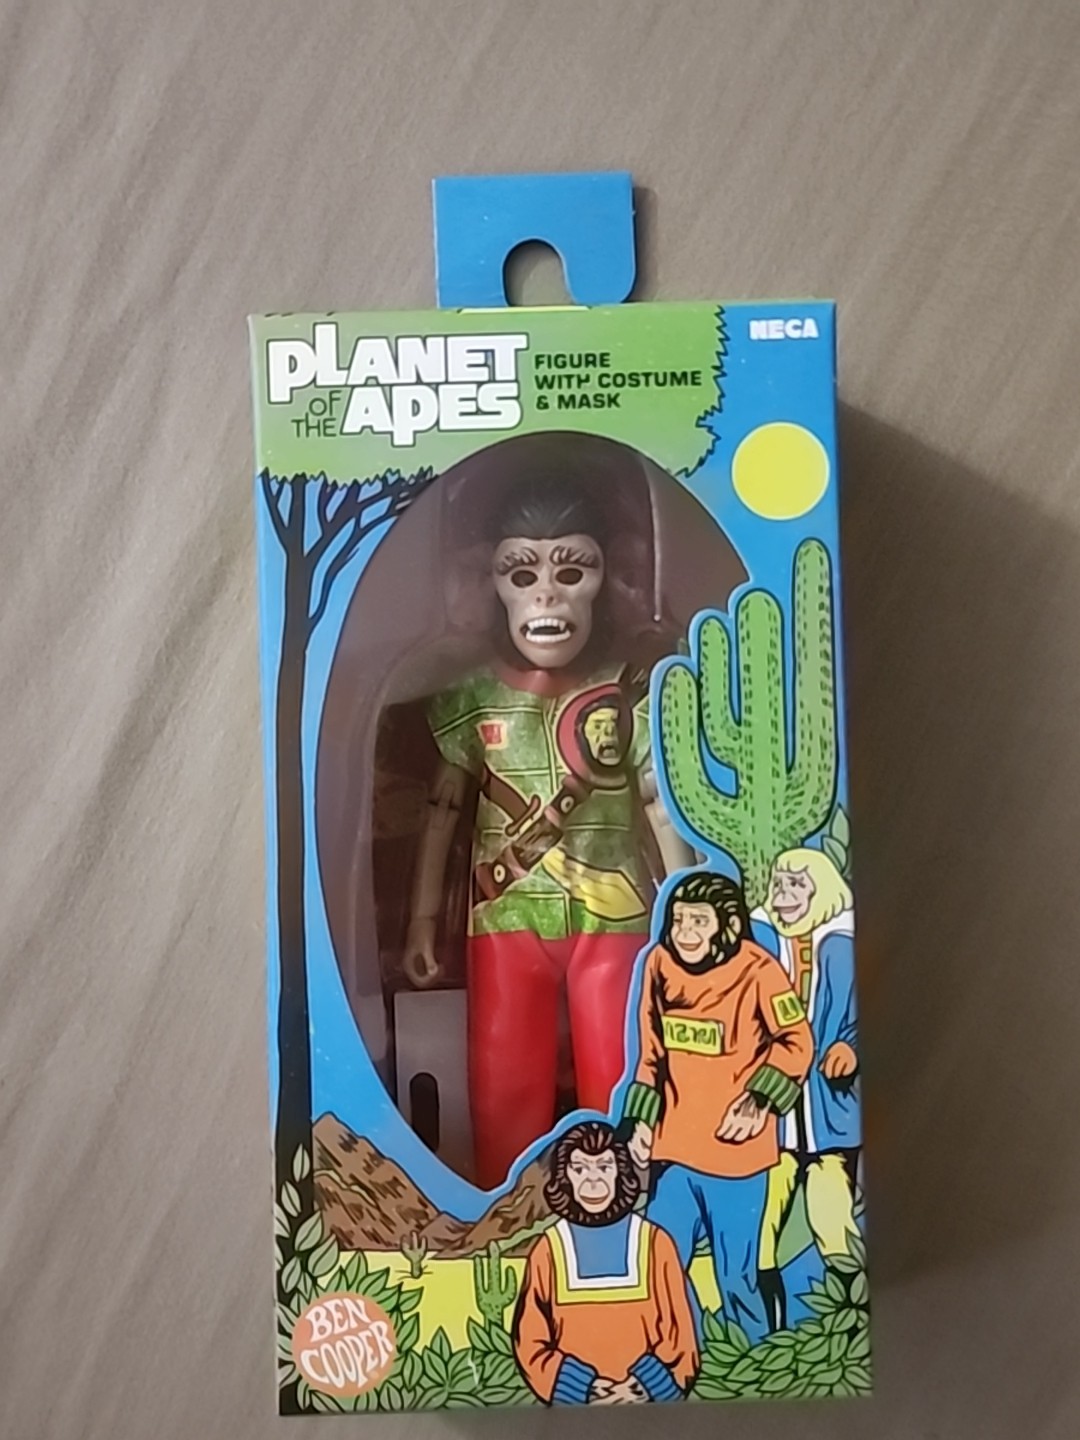 NECA
PLANET
OF
THE APES
FIGURE
WITH COSTUME
& MASK
BEN
COOPER